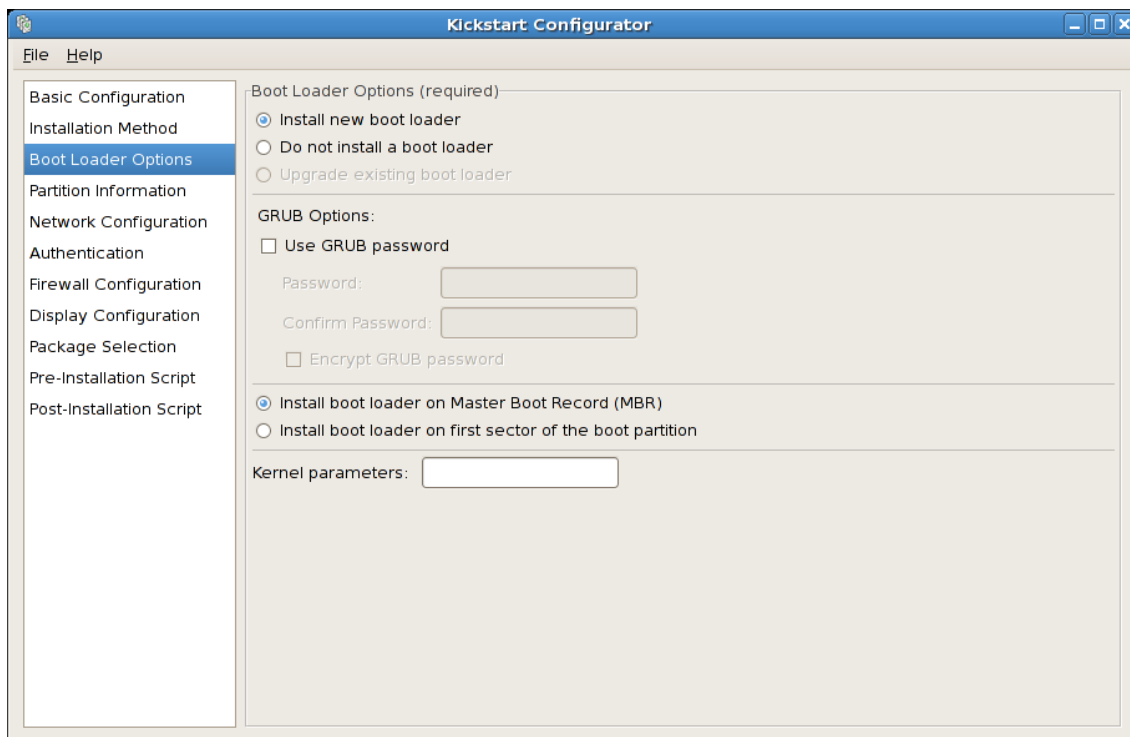 Kickstart Configurator
File Help
Basic Configuration
Installation Method
Boot Loader Options
Partition Information
Network Configuration
Authentication
Firewall Configuration
Display Configuration
Package Selection
Pre-Installation Script
Post-Installation Script
Boot Loader Options (required)
Install new boot loader
Do not install a boot loader
Upgrade existing boot loader
GRUB Options:
Use GRUB password
Password:
Confirm Password:
Encrypt GRUB password
Install boot loader on Master Boot Record (MBR)
Install boot loader on first sector of the boot partition
Kernel parameters: